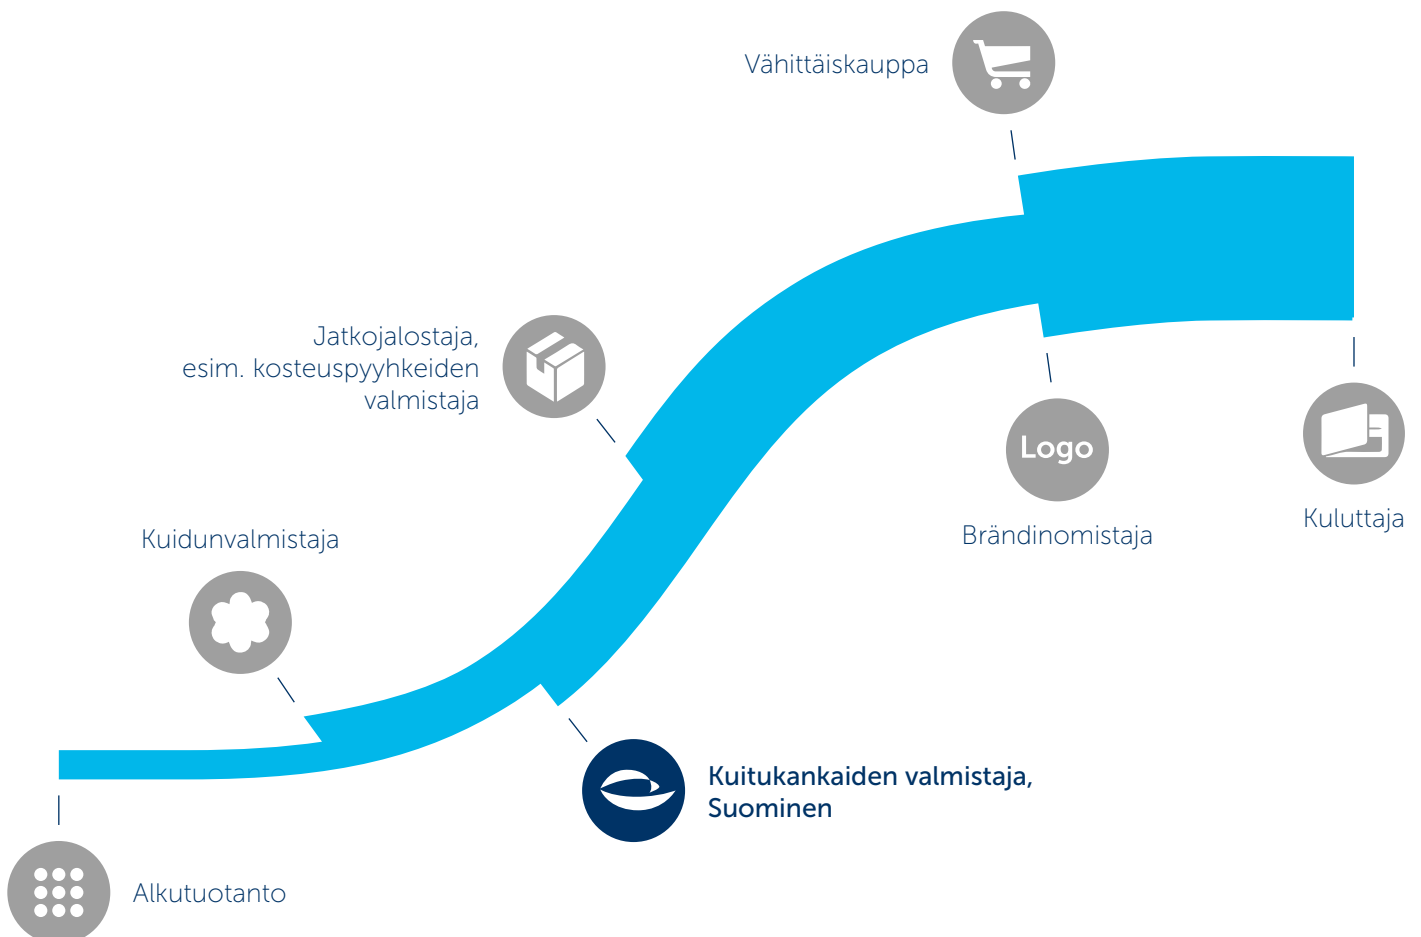 Vähittäiskauppa
Jatkojalostaja,
esim. kosteuspyyhkeiden
valmistaja
Logo
Kuluttaja
Brändinomistaja
Kuidunvalmistaja
Kuitukankaiden valmistaja,
Suominen
Alkutuotanto